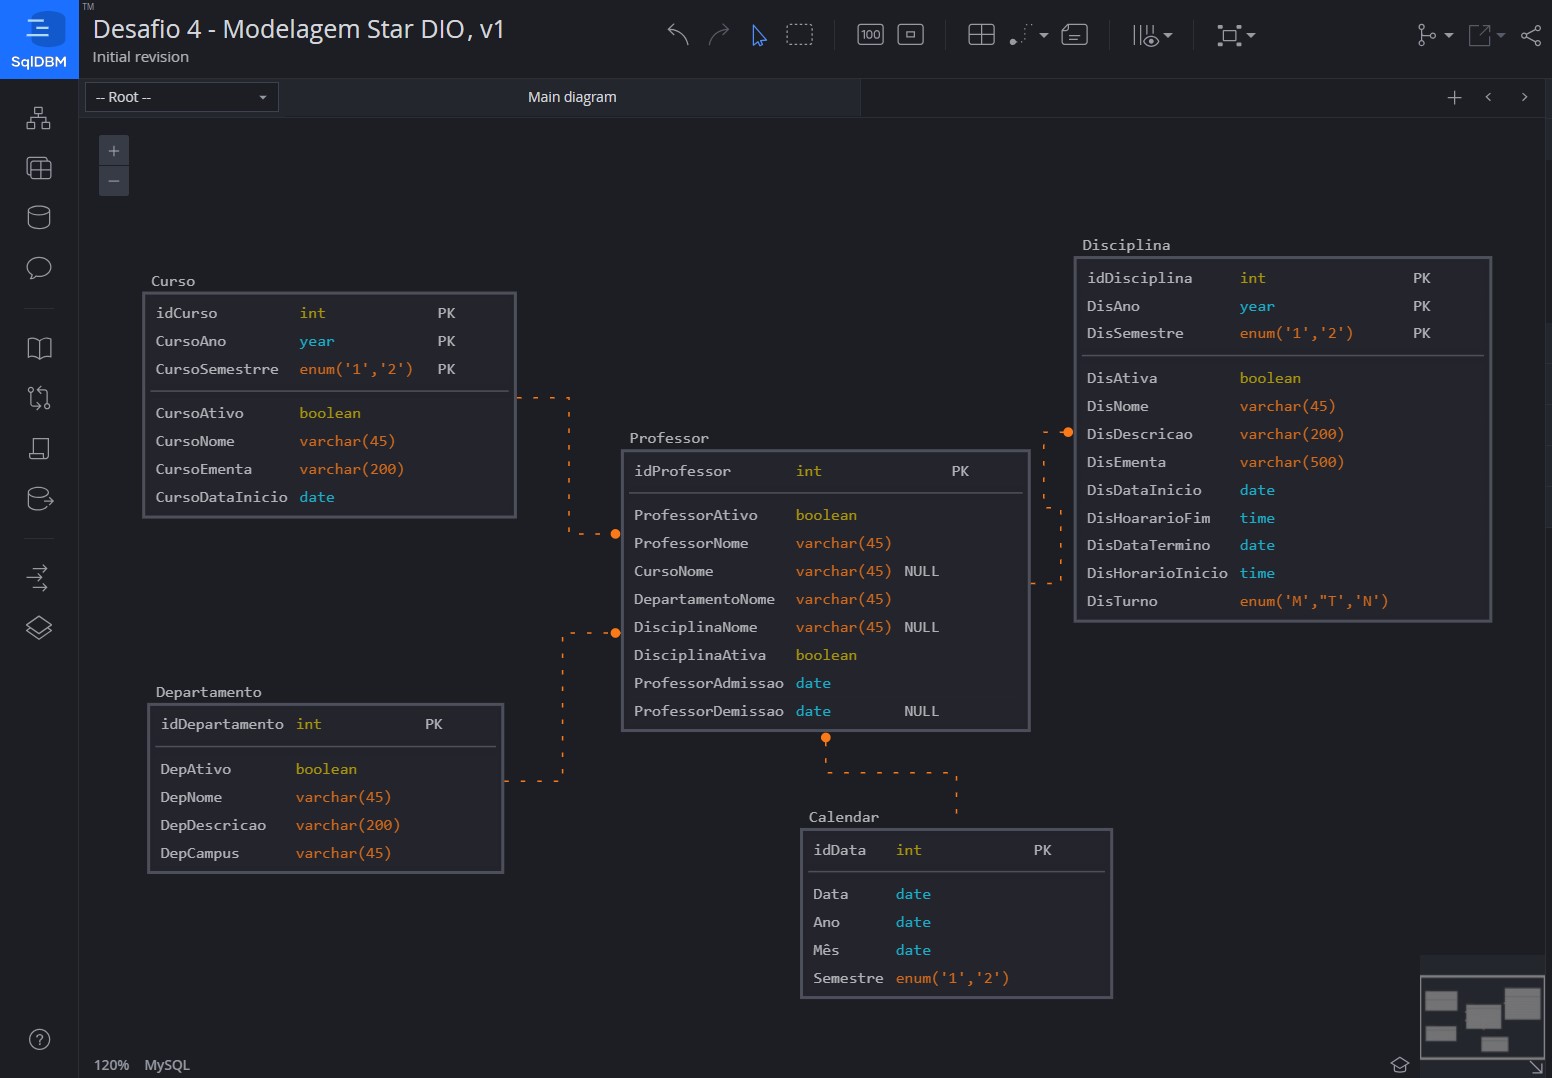 TM
Desafio 4 - Modelagem Star DIO, v1
Initial revision
SqlDBM
100
-- Root --
Main diagram
Curso
idCurso int PK
CursoAno year PK
CursoSemestrre enum('1','2') PK
CursoAtivo boolean
CursoNome varchar(45)
CursoEmenta varchar(200)
CursoDataInicio date
Professor
idProfessor int PK
ProfessorAtivo boolean
ProfessorNome varchar(45)
CursoNome varchar(45) NULL
DepartamentoNome varchar(45)
DisciplinaNome varchar(45) NULL
DisciplinaAtiva boolean
ProfessorAdmissao date
ProfessorDemissao date NULL
Disciplina
idDisciplina int PK
DisAno year PK
DisSemestre enum('1','2') PK
DisAtiva boolean
DisNome varchar(45)
DisDescricao varchar(200)
DisEmenta varchar(500)
DisDataInicio date
DisHoararioFim time
DisDataTermino date
DisHorarioInicio time
DisTurno enum('M',"T','N')
Departamento
idDepartamento int PK
DepAtivo boolean
DepNome varchar(45)
DepDescricao varchar(200)
DepCampus varchar(45)
Calendar
idData int PK
Data date
Ano date
Mês date
Semestre enum('1','2')
120% MySQL